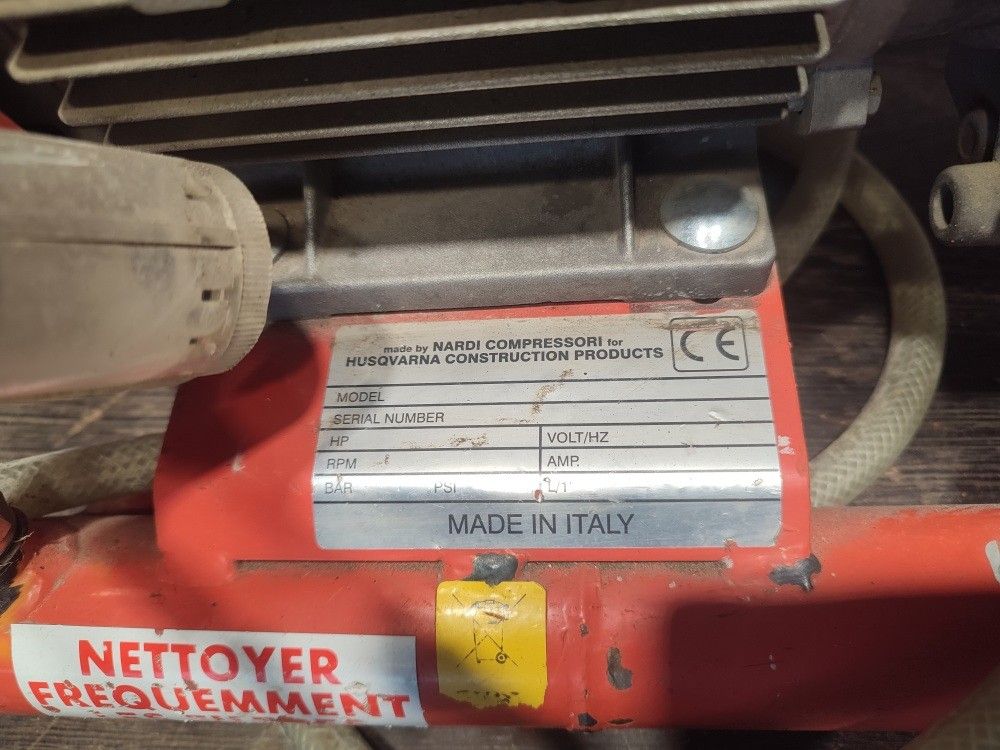 made by NARDI COMPRESSORI for
HUSQVARNA CONSTRUCTION PRODUCTS
CE
MODEL
SERIAL NUMBER
HP
VOLT/HZ
RPM
AMP.
BAR PSI L/1'
MADE IN ITALY
NETTOYER
FREQUEMMENT